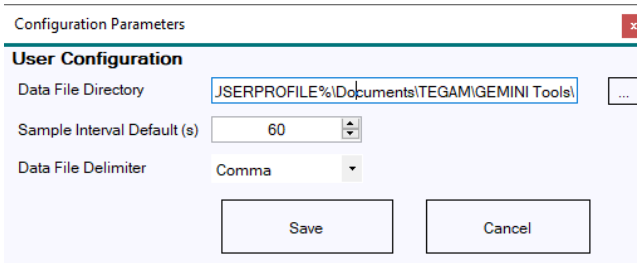 Configuration Parameters
x
User Configuration
Data File Directory JSERPROFILE%\Documents\TEGAM\GEMINI Tools\ ...
Sample Interval Default (s) 60
Data File Delimiter Comma
Save Cancel